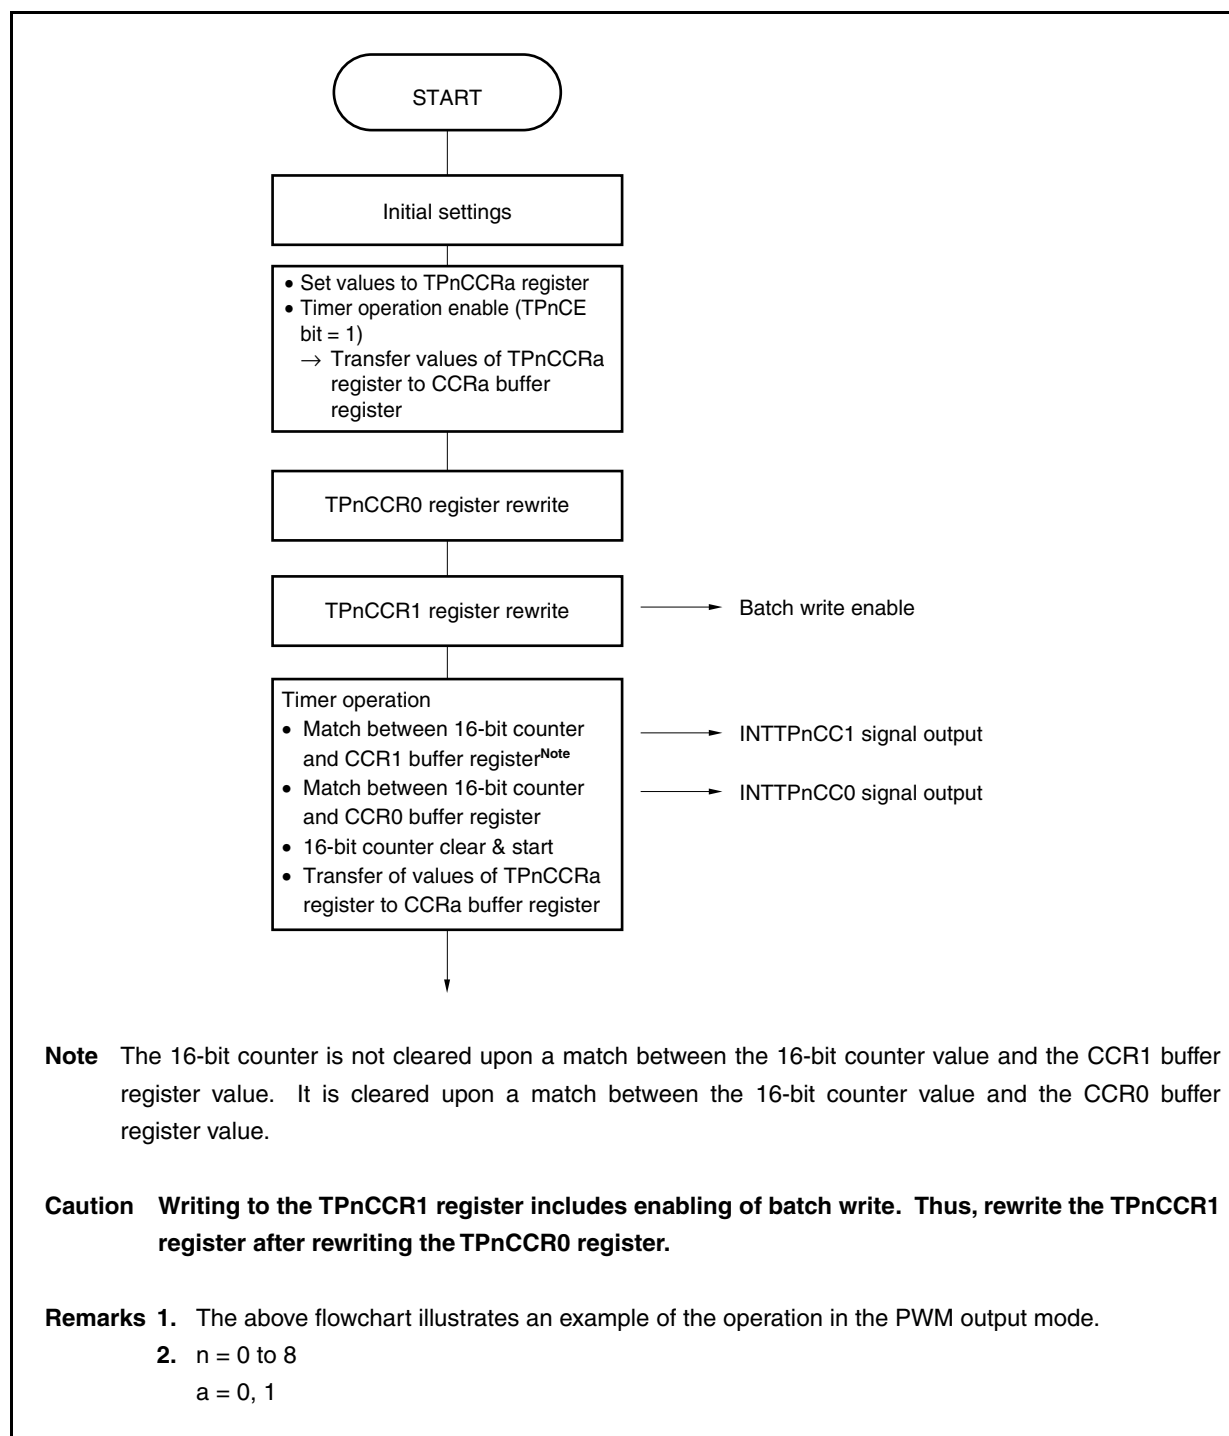 START
Initial settings
• Set values to TPnCCRa register
• Timer operation enable (TPnCE
bit = 1)
→ Transfer values of TPnCCRa
register to CCRa buffer
register
TPnCCR0 register rewrite
TPnCCR1 register rewrite
Batch write enable
Timer operation
• Match between 16-bit counter
and CCR1 buffer registerNote
INTTPnCC1 signal output
• Match between 16-bit counter
and CCR0 buffer register
INTTPnCC0 signal output
• 16-bit counter clear & start
• Transfer of values of TPnCCRa
register to CCRa buffer register
Note The 16-bit counter is not cleared upon a match between the 16-bit counter value and the CCR1 buffer
register value. It is cleared upon a match between the 16-bit counter value and the CCR0 buffer
register value.
Caution Writing to the TPnCCR1 register includes enabling of batch write. Thus, rewrite the TPnCCR1
register after rewriting the TPnCCR0 register.
Remarks 1. The above flowchart illustrates an example of the operation in the PWM output mode.
2. n = 0 to 8
a = 0, 1